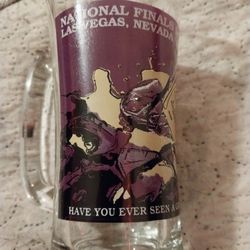 NATIONAL FINALS
LAS VEGAS, NEVADA
HAVE YOU EVER SEEN A